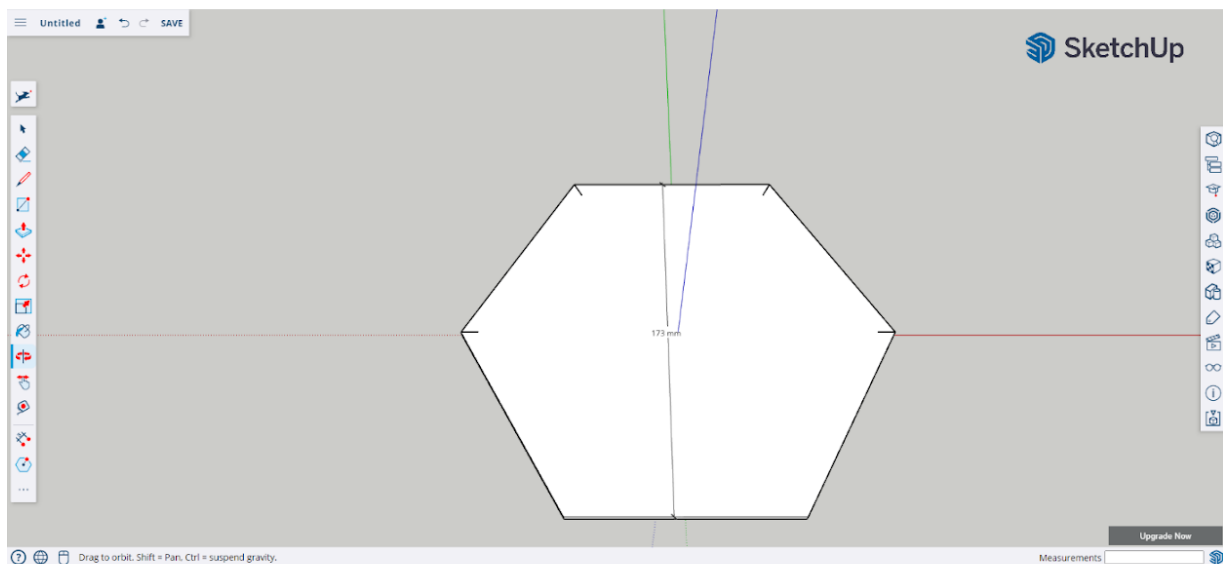 Untitled SAVE
SketchUp
173 mm
Upgrade Now
Drag to orbit. Shift = Pan, Ctrl = suspend gravity.
Measurements